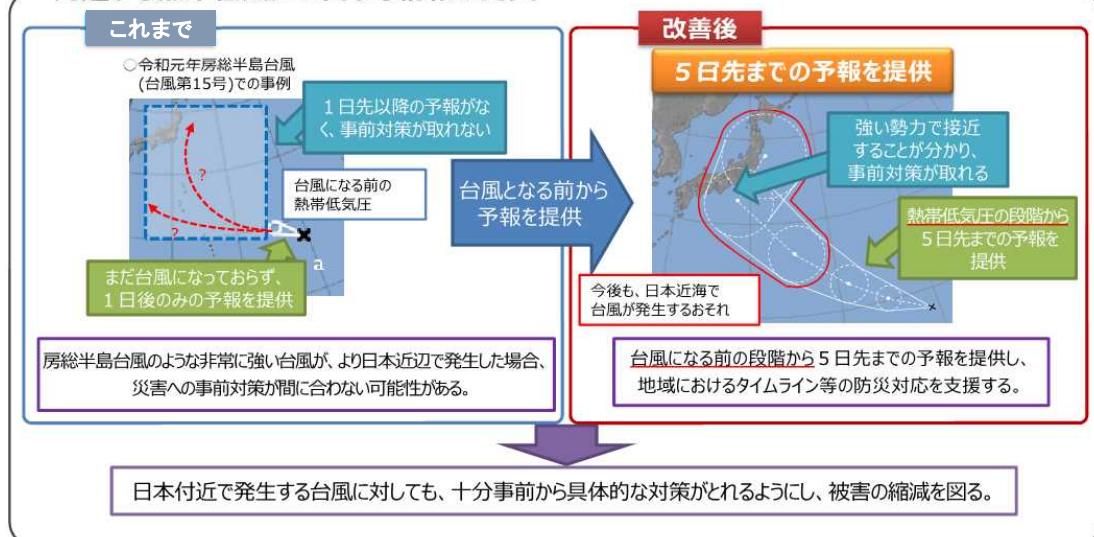 これまで
○令和元年房総半島台風
(台風第15号)での事例
1日先以降の予報がな
く、事前対策が取れない
?
?
台風になる前の
熱帯低気圧
a
まだ台風になっておらず、
1日後のみの予報を提供
房総半島台風のような非常に強い台風が、より日本近辺で発生した場合、
災害への事前対策が間に合わない可能性がある。
台風となる前から
予報を提供
改善後
5日先までの予報を提供
強い勢力で接近
することが分かり、
事前対策が取れる
熱帯低気圧の段階から
5日先までの予報を
提供
今後も、日本近海で
台風が発生するおそれ
台風になる前の段階から5日先までの予報を提供し、
地域におけるタイムライン等の防災対応を支援する。
日本付近で発生する台風に対しても、十分事前から具体的な対策がとれるようにし、被害の縮減を図る。